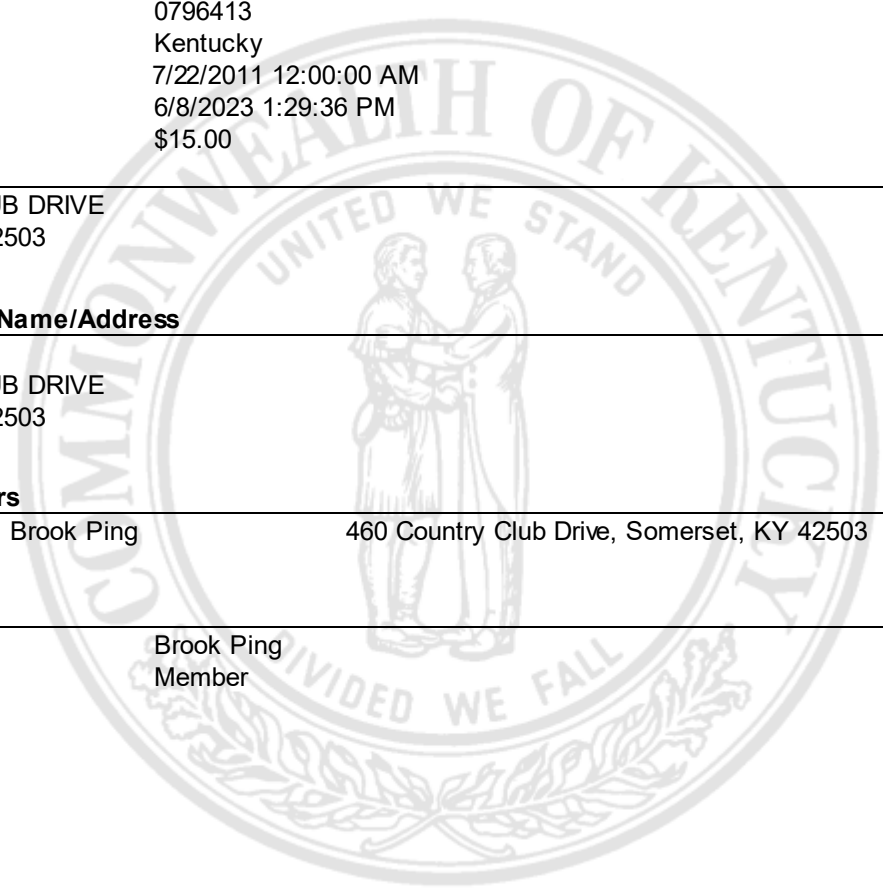 0796413
Kentucky
7/22/2011 12:00:00 AM
6/8/2023 1:29:36 PM
$15.00
UB DRIVE
2503
Name/Address
UB DRIVE
2503
rs
Brook Ping 460 Country Club Drive, Somerset, KY 42503
Brook Ping
Member
COMMONWEALTH OF KENTUCKY
UNITED WE STAND
DIVIDED WE FALL